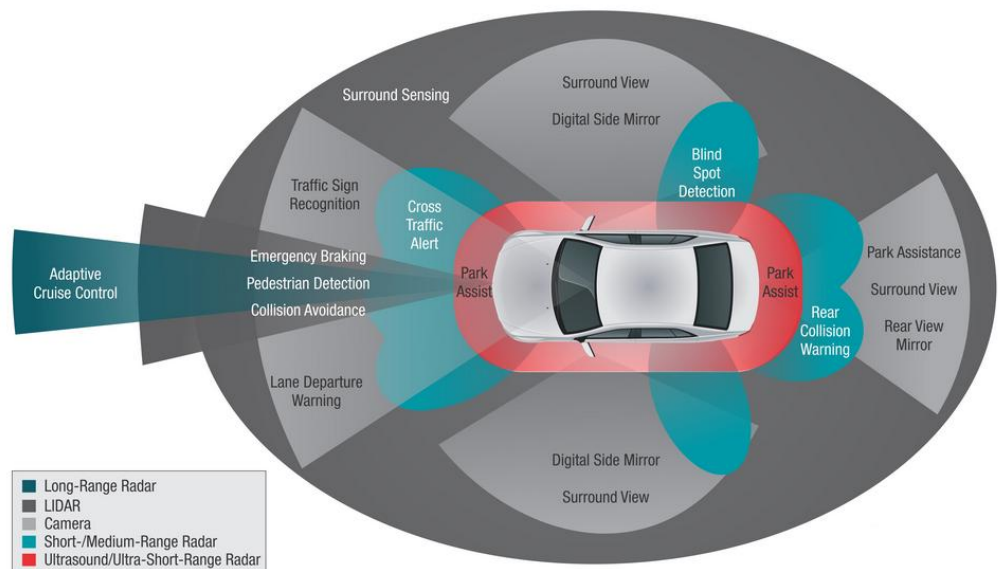 Surround Sensing
Surround View
Digital Side Mirror
Blind
Spot
Detection
Traffic Sign
Recognition
Cross
Traffic
Alert
Emergency Braking
Pedestrian Detection
Collision Avoidance
Adaptive
Cruise Control
Park
Assist
Park
Assist
Park Assistance
Surround View
Rear View
Mirror
Rear
Collision
Warning
Lane Departure
Warning
Digital Side Mirror
Surround View
Long-Range Radar
LIDAR
Camera
Short-/Medium-Range Radar
Ultrasound/Ultra-Short-Range Radar